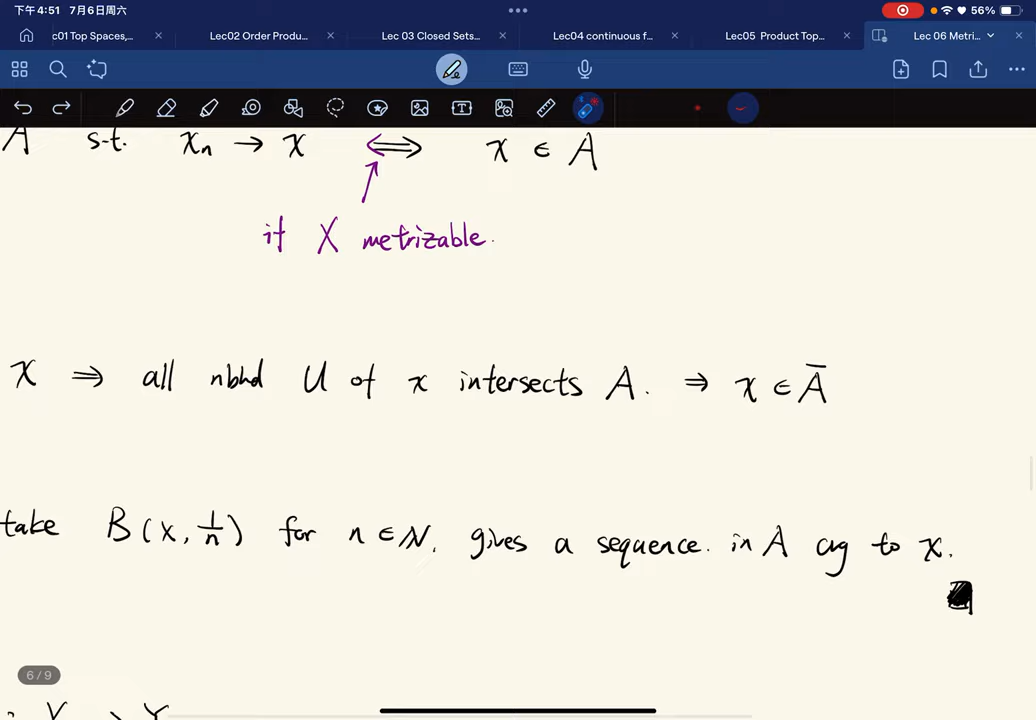 下午4:51 7月6日周六
56%
c01 Top Spaces,... Lec02 Order Produ... Lec 03 Closed Sets... Lec04 continuous f... Lec05 Product Top... Lec 06 Metri...
A s.t. xₙ → x ⟺ x ∈ A
if X metrizable.
x ⇒ all nbhd U of x intersects A. ⇒ x ∈ Ā
take B(x, 1/n) for n ∈ ℕ, gives a sequence. in A cvg to x.
6 / 9